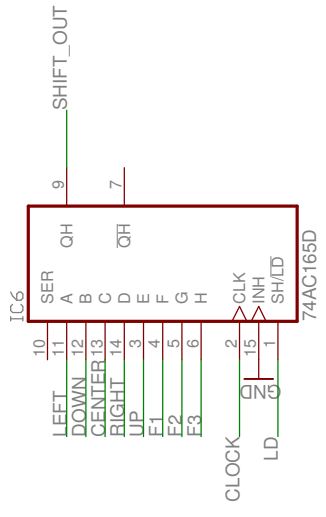 SHIFT_OUT
9
7
QH
QH
IC6
SER
A
B
C
D
E
F
G
H
CLK
INH
SH/LD
74AC165D
10
11
12
13
14
3
4
5
6
2
15
1
LEFT
DOWN
CENTER
RIGHT
UP
F1
F2
F3
GND
CLOCK
LD